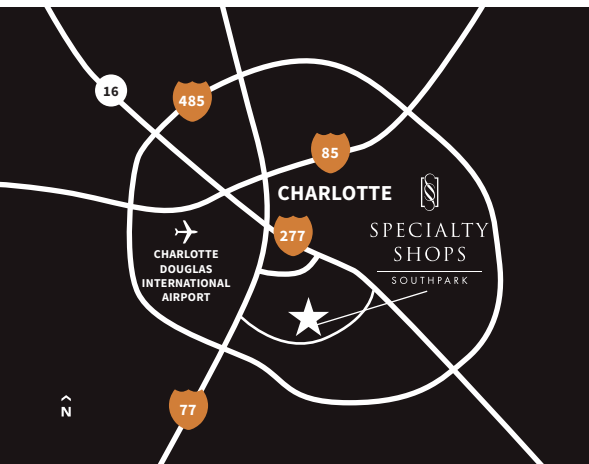 16
485
85
CHARLOTTE
277
SPECIALTY
SHOPS
SOUTHPARK
CHARLOTTE
DOUGLAS
INTERNATIONAL
AIRPORT
77
N